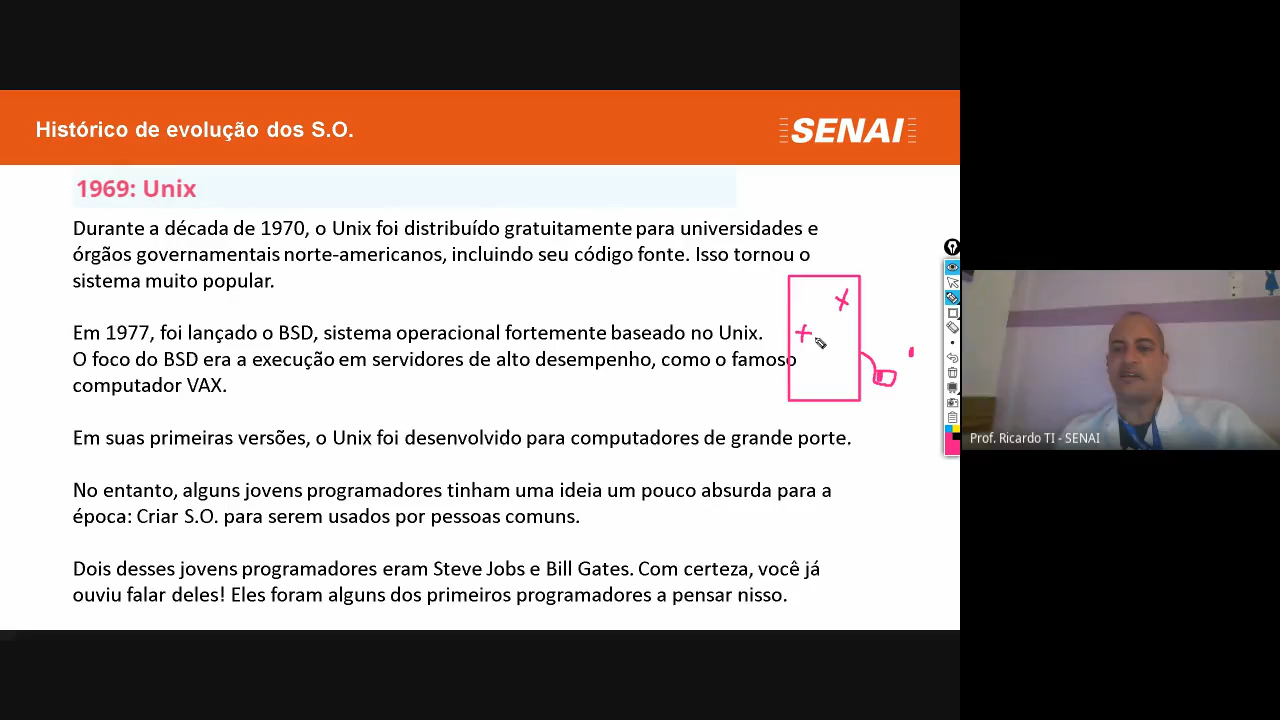 Histórico de evolução dos S.O.
SENAI
1969: Unix
Durante a década de 1970, o Unix foi distribuído gratuitamente para universidades e
órgãos governamentais norte-americanos, incluindo seu código fonte. Isso tornou o
sistema muito popular.
Em 1977, foi lançado o BSD, sistema operacional fortemente baseado no Unix.
O foco do BSD era a execução em servidores de alto desempenho, como o famoso
computador VAX.
Em suas primeiras versões, o Unix foi desenvolvido para computadores de grande porte.
No entanto, alguns jovens programadores tinham uma ideia um pouco absurda para a
época: Criar S.O. para serem usados por pessoas comuns.
Dois desses jovens programadores eram Steve Jobs e Bill Gates. Com certeza, você já
ouviu falar deles! Eles foram alguns dos primeiros programadores a pensar nisso.
Prof. Ricardo TI - SENAI